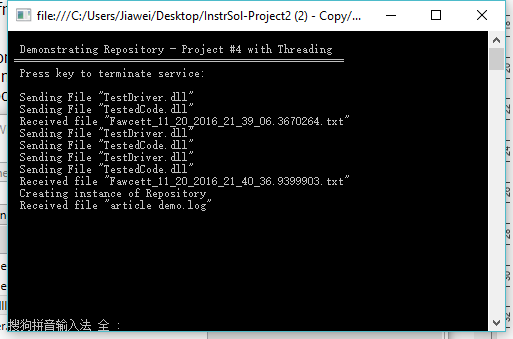 file:///C:/Users/Jiawei/Desktop/InstrSol-Project2 (2) - Copy/...
Demonstrating Repository - Project #4 with Threading
Press key to terminate service:
Sending File "TestDriver.dll"
Sending File "TestedCode.dll"
Received file "Fawcett_11_20_2016_21_39_06.3670264.txt"
Sending File "TestDriver.dll"
Sending File "TestedCode.dll"
Sending File "TestDriver.dll"
Sending File "TestedCode.dll"
Received file "Fawcett_11_20_2016_21_40_36.9399903.txt"
Creating instance of Repository
Received file "article demo.log"
搜狗拼音输入法 全 :